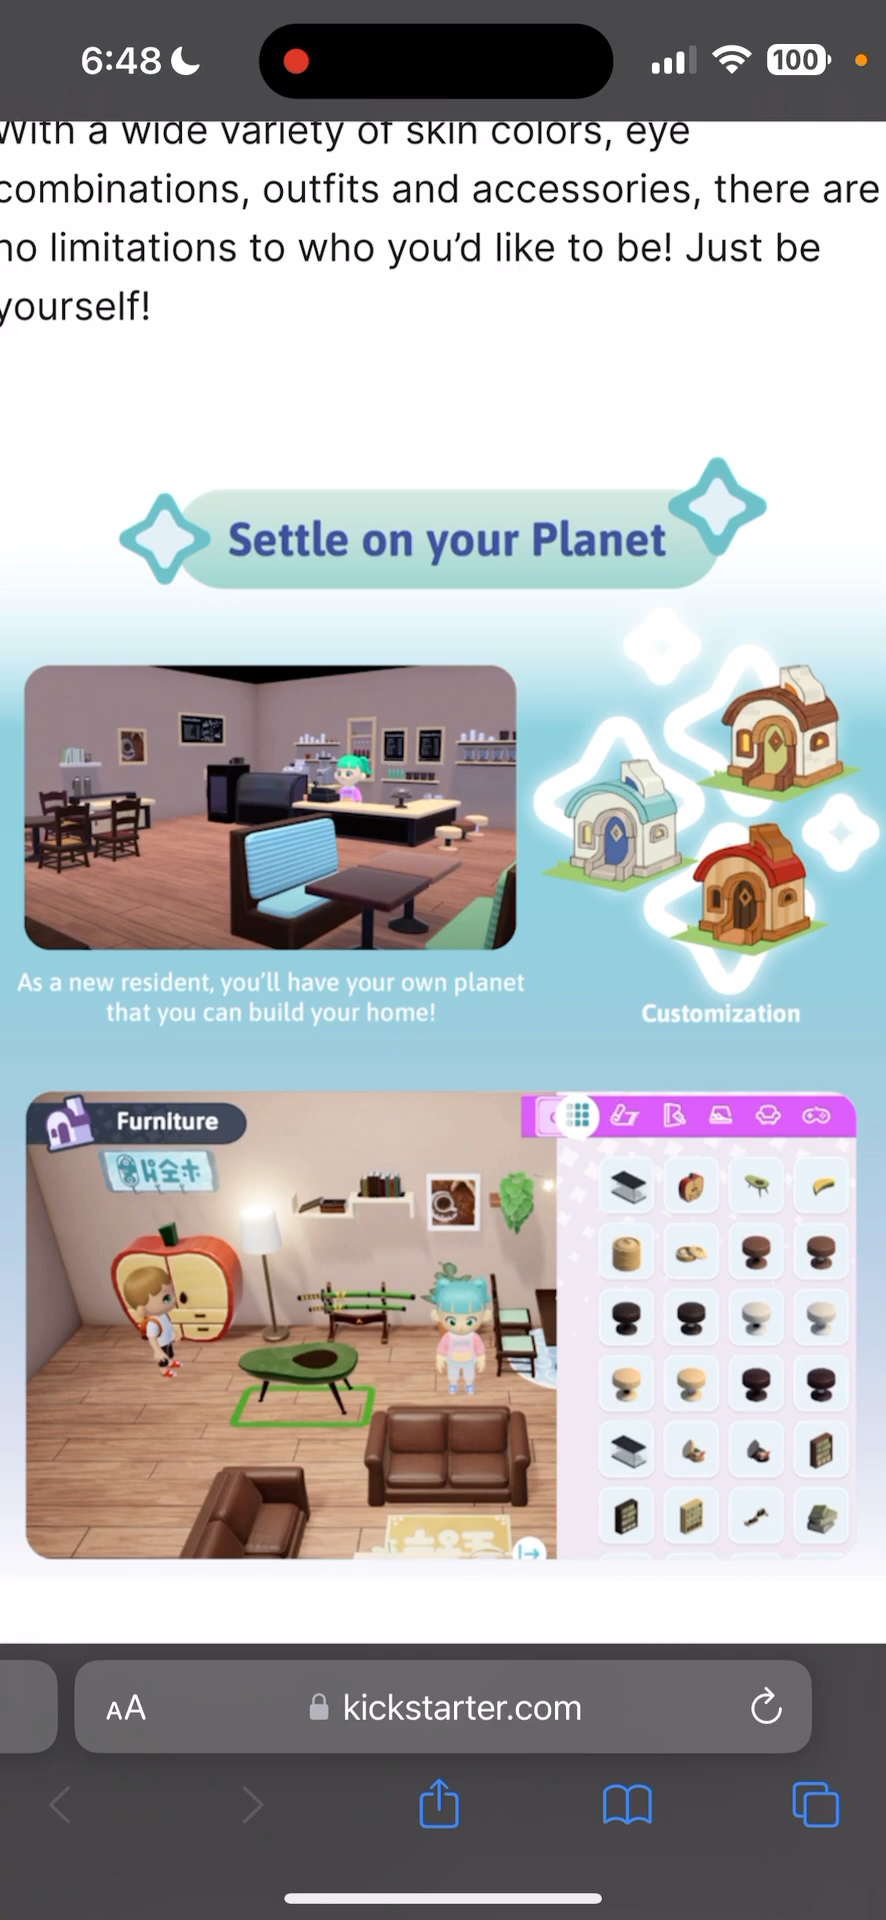 6:48
100
With a wide variety of skin colors, eye
combinations, outfits and accessories, there are
no limitations to who you’d like to be! Just be
yourself!
Settle on your Planet
As a new resident, you’ll have your own planet
that you can build your home!
Customization
Furniture
AA
kickstarter.com